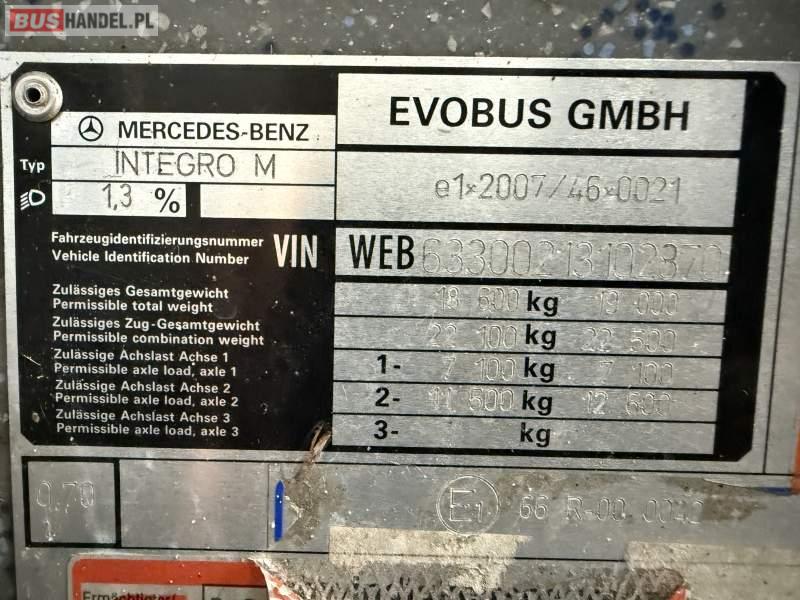 BUSHANDEL.PL
MERCEDES-BENZ
EVOBUS GMBH
Typ INTEGRO M
e1*2007/46*0021
1,3 %
Fahrzeugidentifizierungsnummer
Vehicle Identification Number
VIN WEB63300213102370
Zulässiges Gesamtgewicht
Permissible total weight
18 600 kg 19 000
Zulässiges Zug-Gesamtgewicht
Permissible combination weight
22 100 kg 22 500
Zulässige Achslast Achse 1
Permissible axle load, axle 1
1- 7 100 kg 7 100
Zulässige Achslast Achse 2
Permissible axle load, axle 2
2- 11 500 kg 12 600
Zulässige Achslast Achse 3
Permissible axle load, axle 3
3- kg
0.70
E1 66 R-00 0042
Ermächtigter/